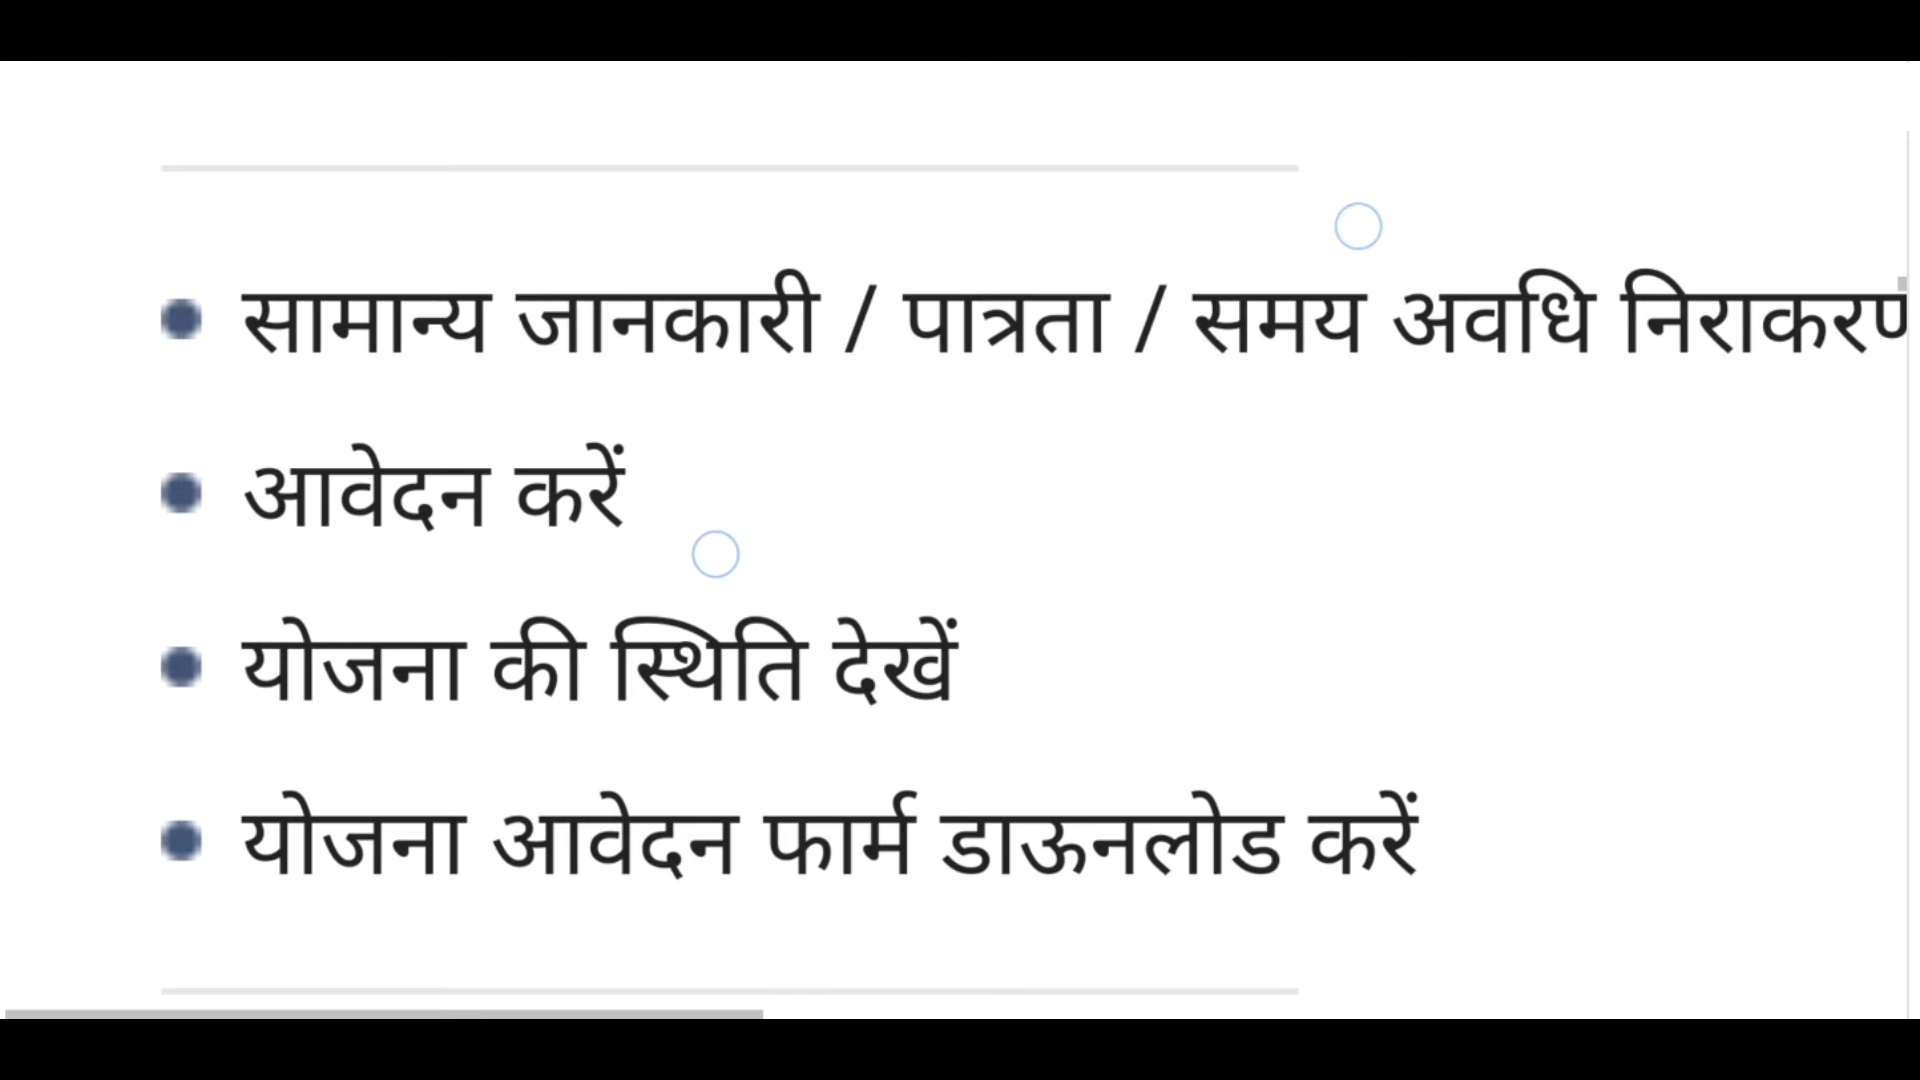 सामान्य जानकारी / पात्रता / समय अवधि निराकरण
आवेदन करें
योजना की स्थिति देखें
योजना आवेदन फार्म डाऊनलोड करें